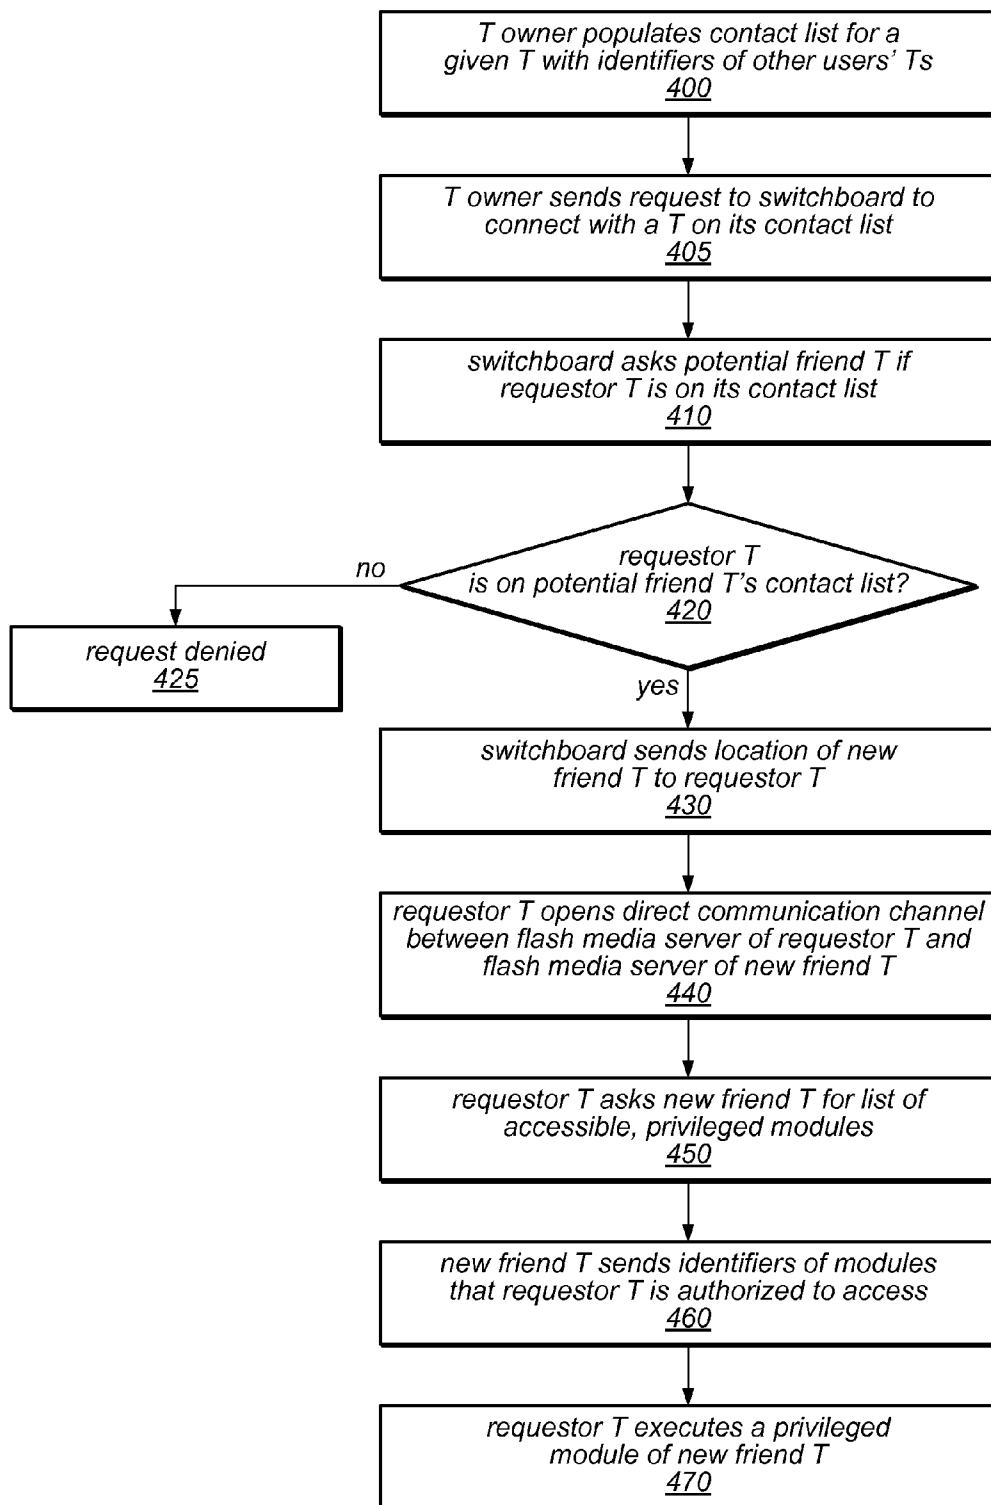 T owner populates contact list for a
given T with identifiers of other users' Ts
400
T owner sends request to switchboard to
connect with a T on its contact list
405
switchboard asks potential friend T if
requestor T is on its contact list
410
requestor T
is on potential friend T's contact list?
420
no
request denied
425
yes
switchboard sends location of new
friend T to requestor T
430
requestor T opens direct communication channel
between flash media server of requestor T and
flash media server of new friend T
440
requestor T asks new friend T for list of
accessible, privileged modules
450
new friend T sends identifiers of modules
that requestor T is authorized to access
460
requestor T executes a privileged
module of new friend T
470